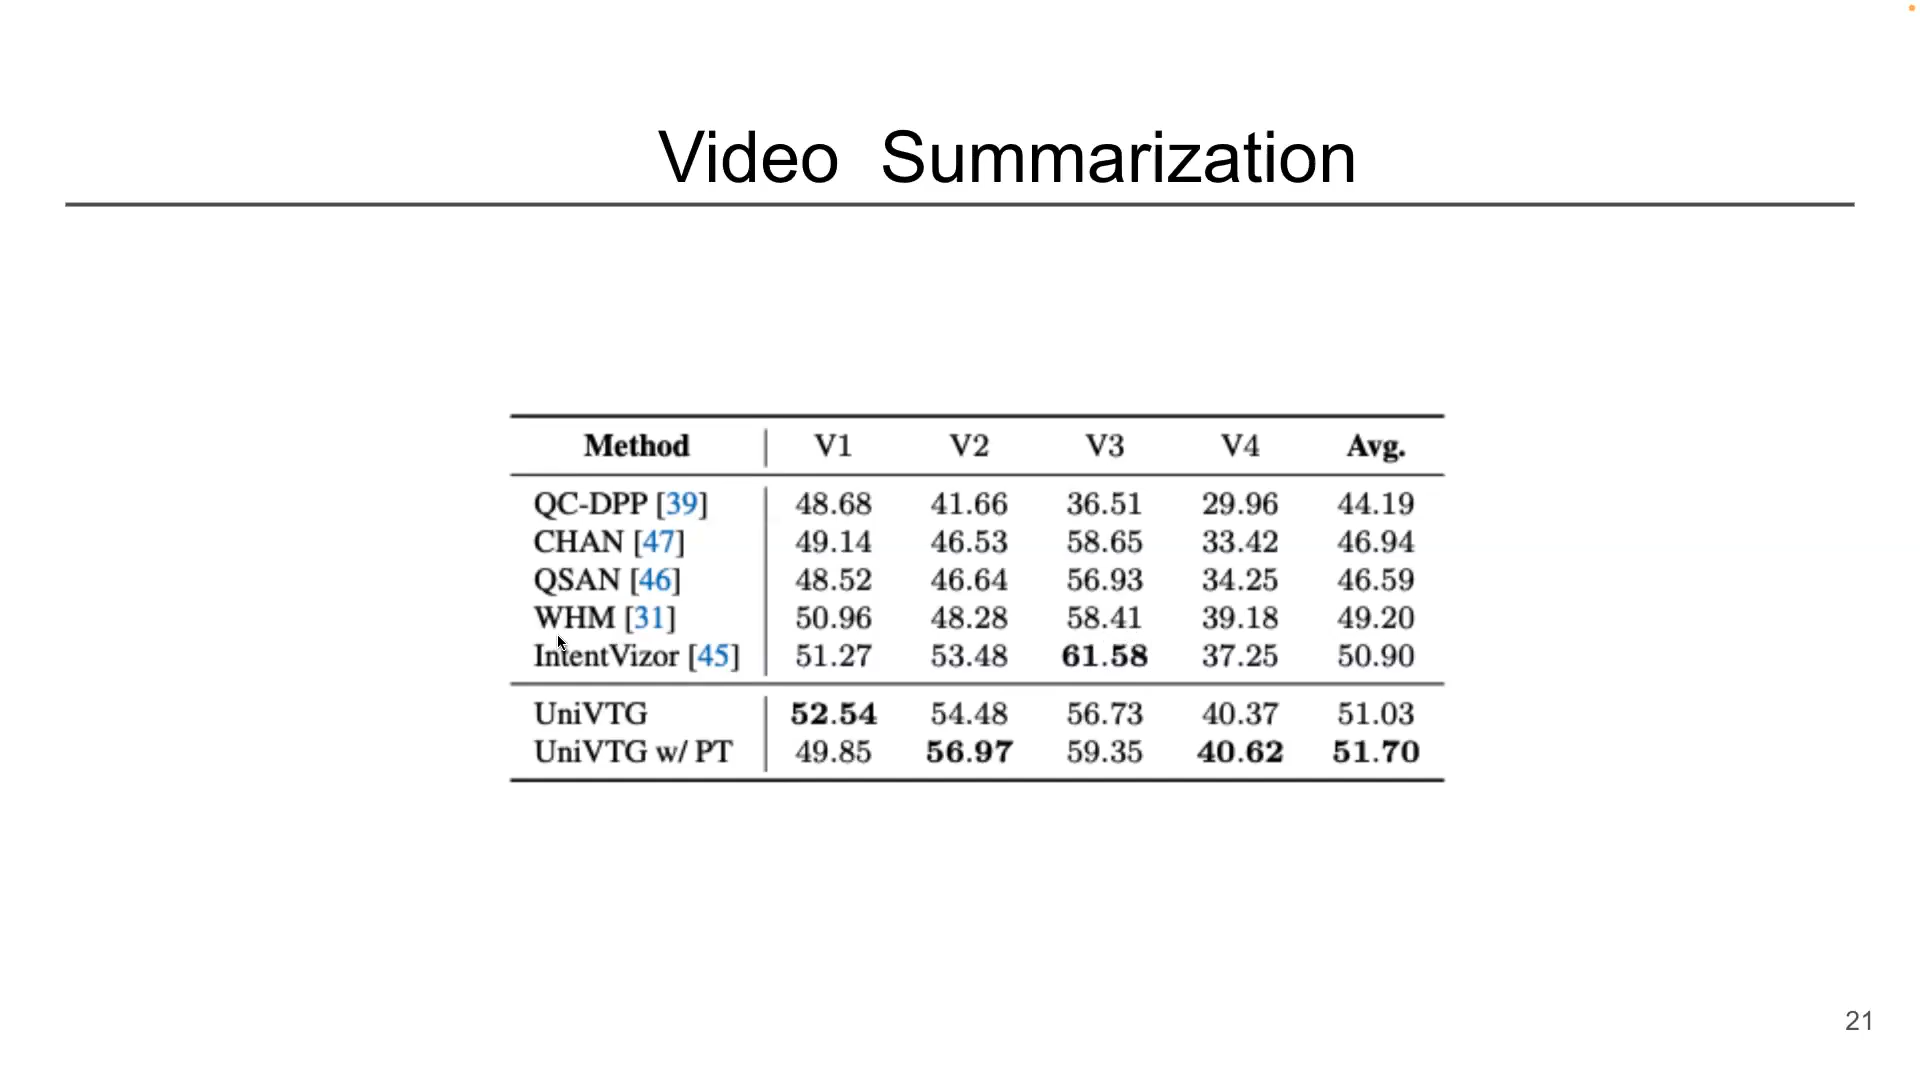 Video Summarization
Method V1 V2 V3 V4 Avg.
QC-DPP [39] 48.68 41.66 36.51 29.96 44.19
CHAN [47] 49.14 46.53 58.65 33.42 46.94
QSAN [46] 48.52 46.64 56.93 34.25 46.59
WHM [31] 50.96 48.28 58.41 39.18 49.20
IntentVizor [45] 51.27 53.48 61.58 37.25 50.90
UniVTG 52.54 54.48 56.73 40.37 51.03
UniVTG w/ PT 49.85 56.97 59.35 40.62 51.70
21